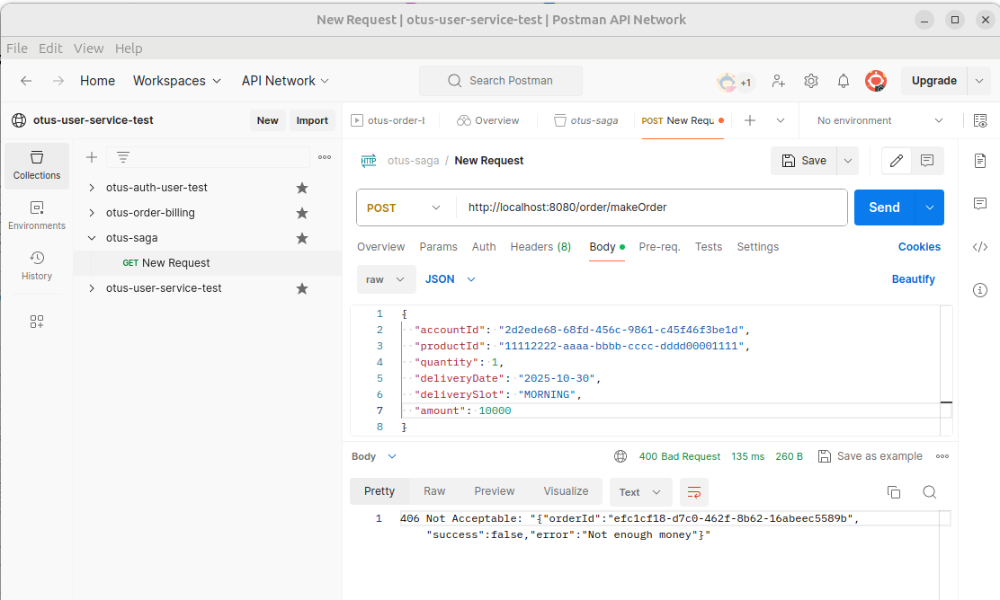 New Request | otus-user-service-test | Postman API Network
File Edit View Help
Home Workspaces API Network Search Postman +1 Upgrade
otus-user-service-test New Import otus-order-b Overview otus-saga POST New Requ No environment
Collections
Environments
History
otus-auth-user-test
otus-order-billing
otus-saga
GET New Request
otus-user-service-test
HTTP otus-saga / New Request Save
POST http://localhost:8080/order/makeOrder Send
Overview Params Auth Headers (8) Body Pre-req. Tests Settings Cookies
raw JSON Beautify
1 {
2 "accountId": "2d2ede68-68fd-456c-9861-c45f46f3be1d",
3 "productId": "11112222-aaaa-bbbb-cccc-dddd00001111",
4 "quantity": 1,
5 "deliveryDate": "2025-10-30",
6 "deliverySlot": "MORNING",
7 "amount": 10000
8 }
Body 400 Bad Request 135 ms 260 B Save as example
Pretty Raw Preview Visualize Text
1 406 Not Acceptable: "{"orderId":"efc1cf18-d7c0-462f-8b62-16abeec5589b",
"success":false,"error":"Not enough money"}"